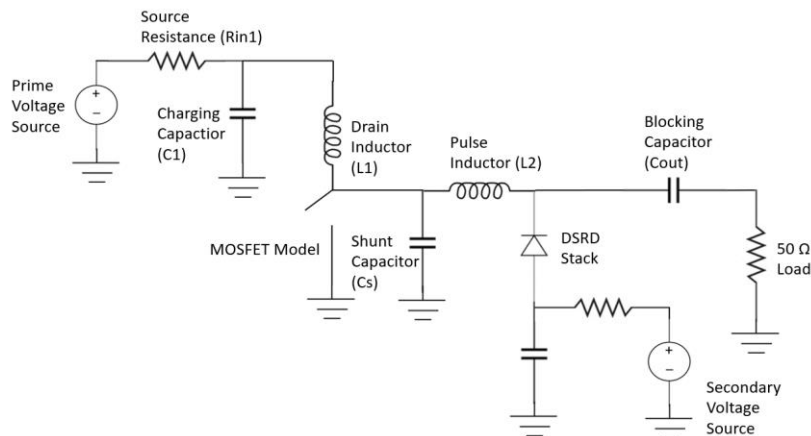 Source
Resistance (Rin1)
Prime
Voltage
Source
+
−
Charging
Capactior
(C1)
Drain
Inductor
(L1)
Pulse
Inductor (L2)
Blocking
Capacitor
(Cout)
MOSFET Model
Shunt
Capacitor
(Cs)
DSRD
Stack
50 Ω
Load
+
−
Secondary
Voltage
Source